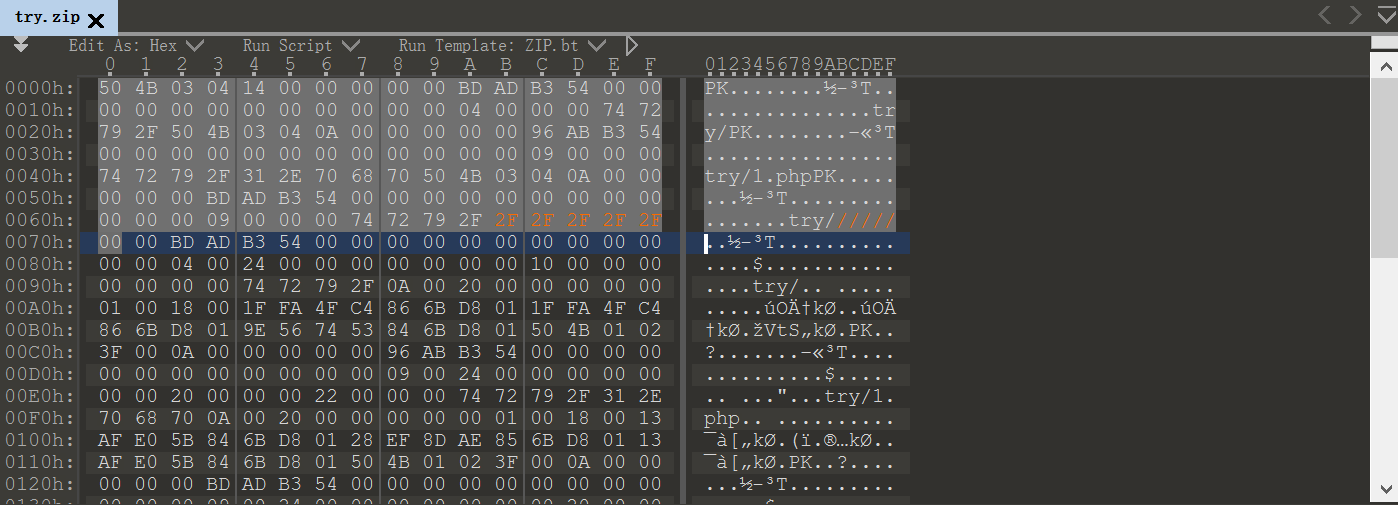 try.zip
Edit As: Hex Run Script Run Template: ZIP.bt
0 1 2 3 4 5 6 7 8 9 A B C D E F 0123456789ABCDEF
0000h: 50 4B 03 04 14 00 00 00 00 00 BD AD B3 54 00 00 PK........½-³T..
0010h: 00 00 00 00 00 00 00 00 00 00 04 00 00 00 74 72 ..............tr
0020h: 79 2F 50 4B 03 04 0A 00 00 00 00 00 96 AB B3 54 y/PK........–«³T
0030h: 00 00 00 00 00 00 00 00 00 00 00 00 09 00 00 00 ................
0040h: 74 72 79 2F 31 2E 70 68 70 50 4B 03 04 0A 00 00 try/1.phpPK.....
0050h: 00 00 00 BD AD B3 54 00 00 00 00 00 00 00 00 00 ...½-³T.........
0060h: 00 00 00 09 00 00 00 74 72 79 2F 2F 2F 2F 2F 2F .......try//////
0070h: 00 00 BD AD B3 54 00 00 00 00 00 00 00 00 00 00 ..½-³T..........
0080h: 00 00 04 00 24 00 00 00 00 00 00 00 10 00 00 00 ....$...........
0090h: 00 00 00 00 74 72 79 2F 0A 00 20 00 00 00 00 00 ....try/.. .....
00A0h: 01 00 18 00 1F FA 4F C4 86 6B D8 01 1F FA 4F C4 .....úOÄ†kØ..úOÄ
00B0h: 86 6B D8 01 9E 56 74 53 84 6B D8 01 50 4B 01 02 †kØ.žVtS„kØ.PK..
00C0h: 3F 00 0A 00 00 00 00 00 96 AB B3 54 00 00 00 00 ?.......–«³T....
00D0h: 00 00 00 00 00 00 00 00 09 00 24 00 00 00 00 00 ..........$.....
00E0h: 00 00 20 00 00 00 22 00 00 00 74 72 79 2F 31 2E .. ..."...try/1.
00F0h: 70 68 70 0A 00 20 00 00 00 00 00 01 00 18 00 13 php.. ..........
0100h: AF E0 5B 84 6B D8 01 28 EF 8D AE 85 6B D8 01 13 ¯à[„kØ.(ï.®…kØ..
0110h: AF E0 5B 84 6B D8 01 50 4B 01 02 3F 00 0A 00 00 ¯à[„kØ.PK..?....
0120h: 00 00 00 BD AD B3 54 00 00 00 00 00 00 00 00 00 ...½-³T.........